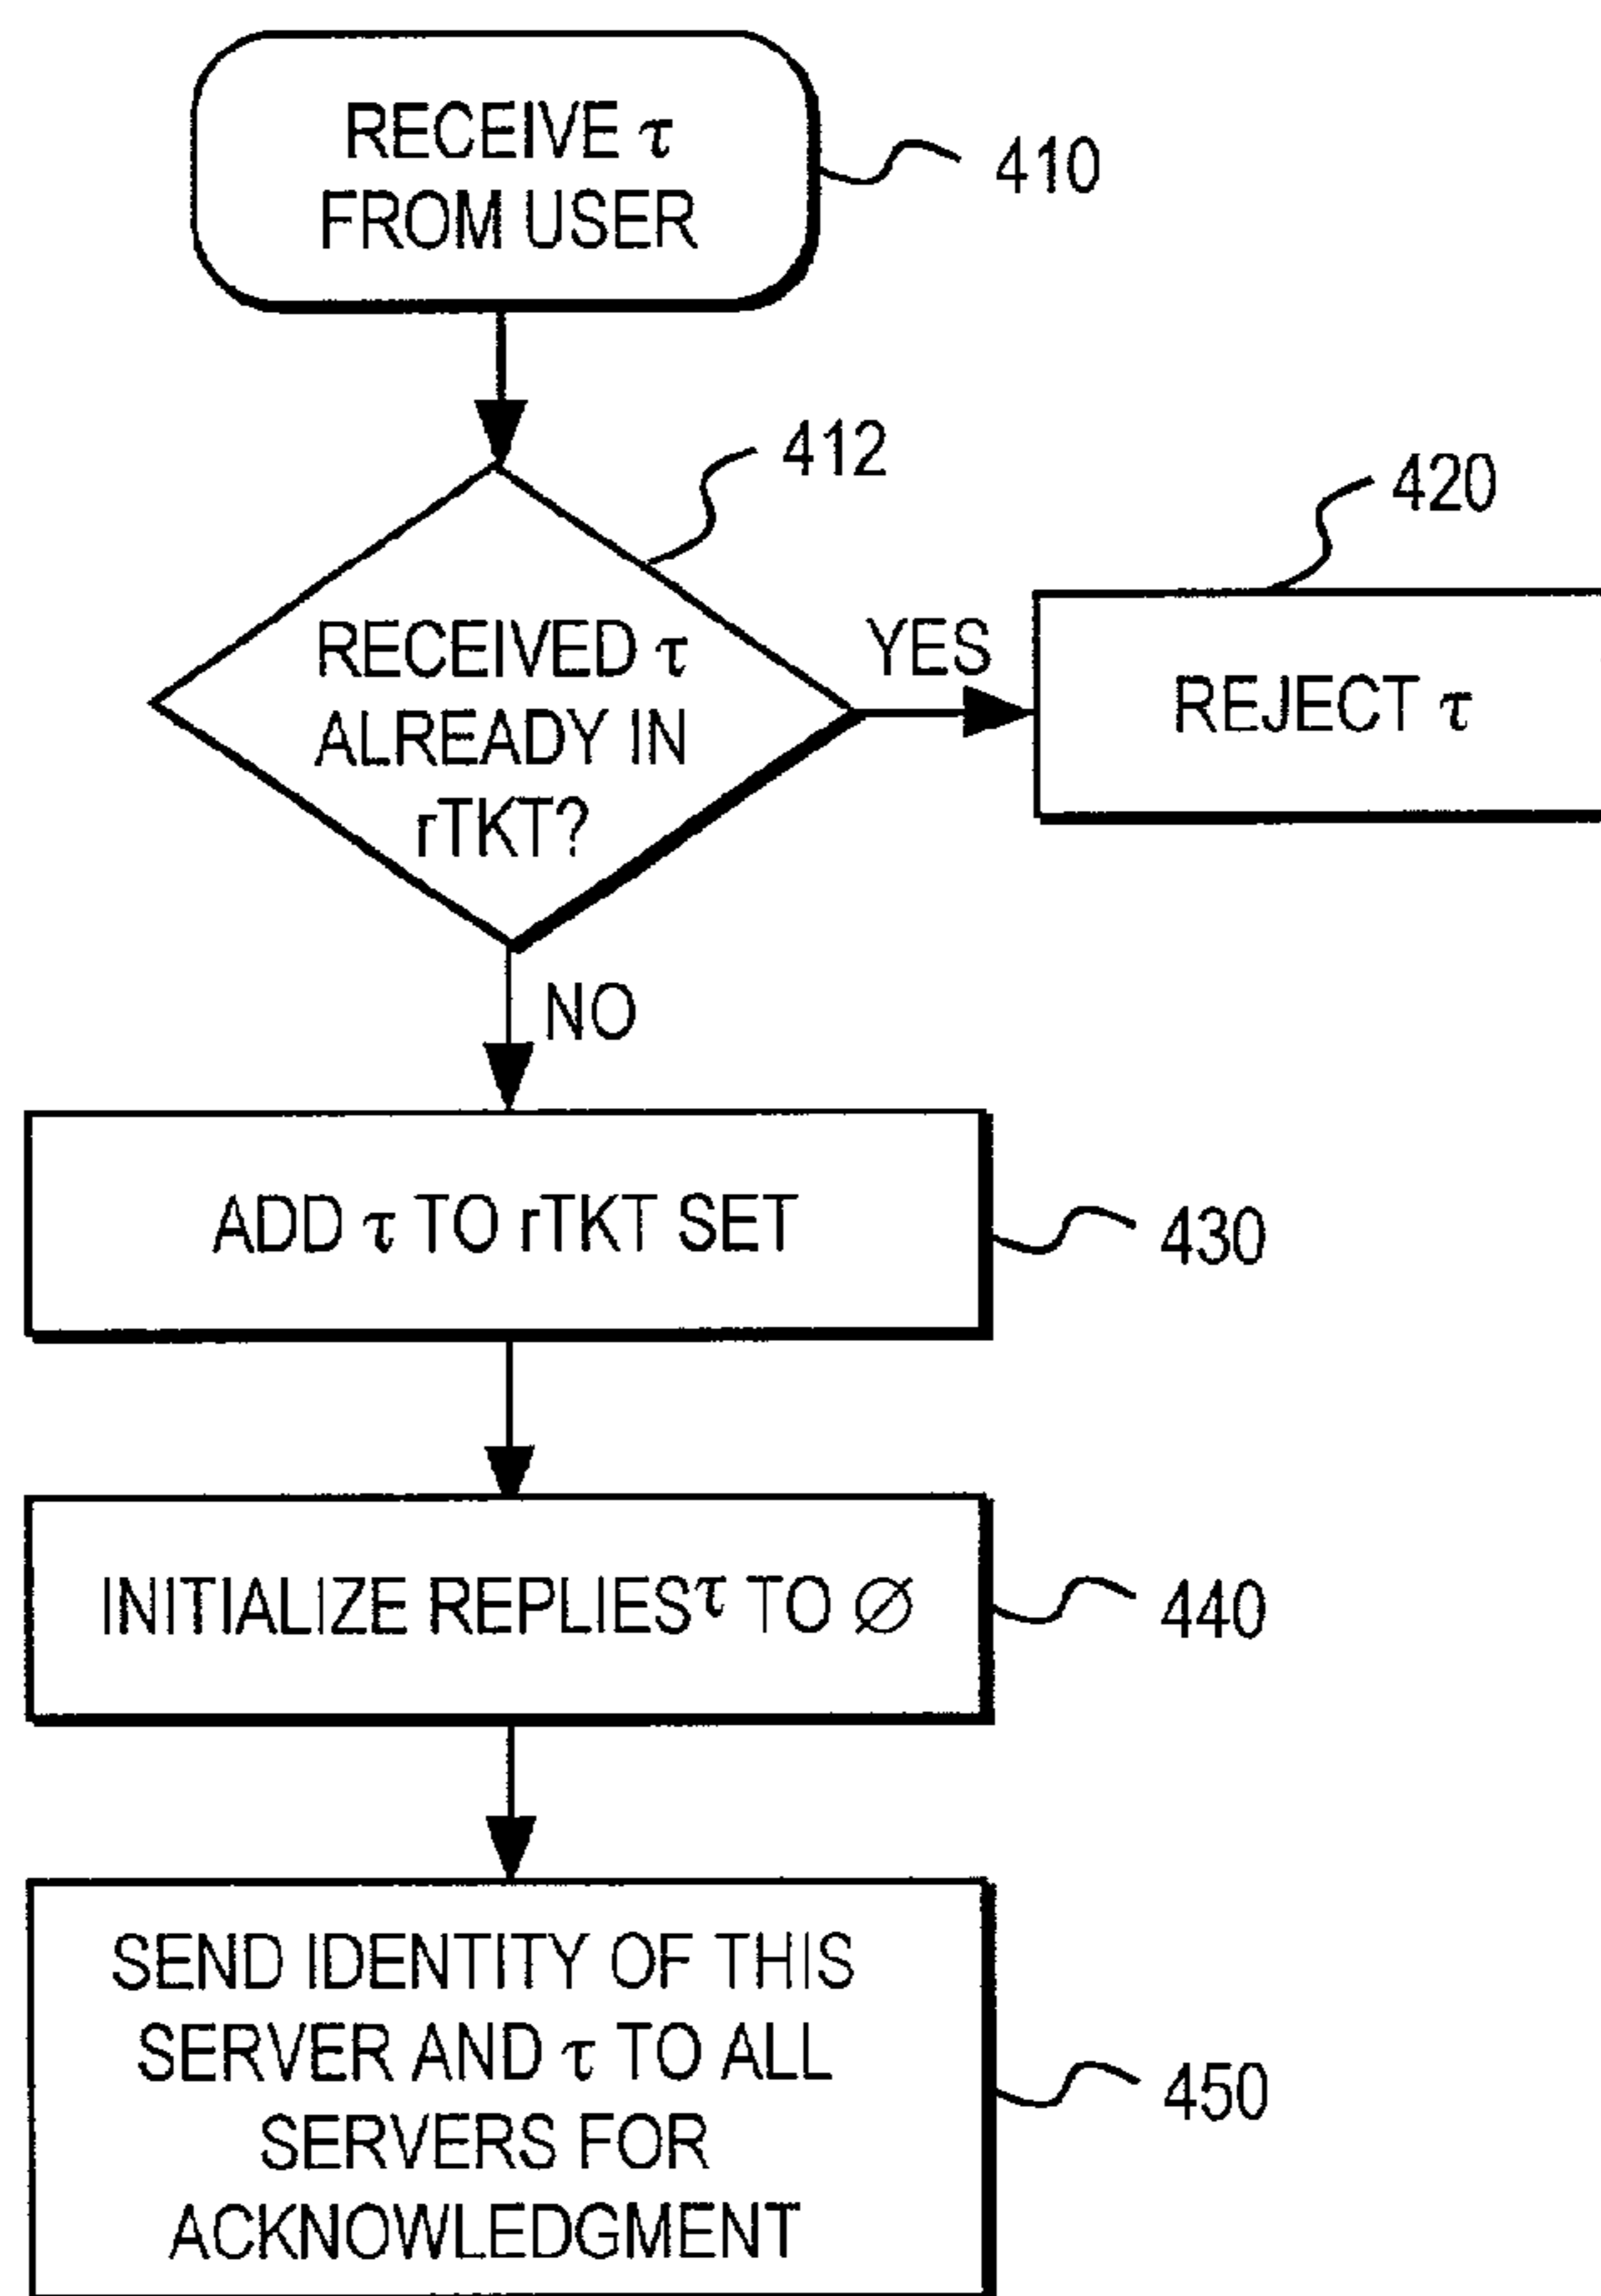 RECEIVE τ
FROM USER
410
412
RECEIVED τ
ALREADY IN
rTKT?
YES
420
REJECT τ
NO
ADD τ TO rTKT SET
430
INITIALIZE REPLIES^τ TO ∅
440
SEND IDENTITY OF THIS
SERVER AND τ TO ALL
SERVERS FOR
ACKNOWLEDGMENT
450